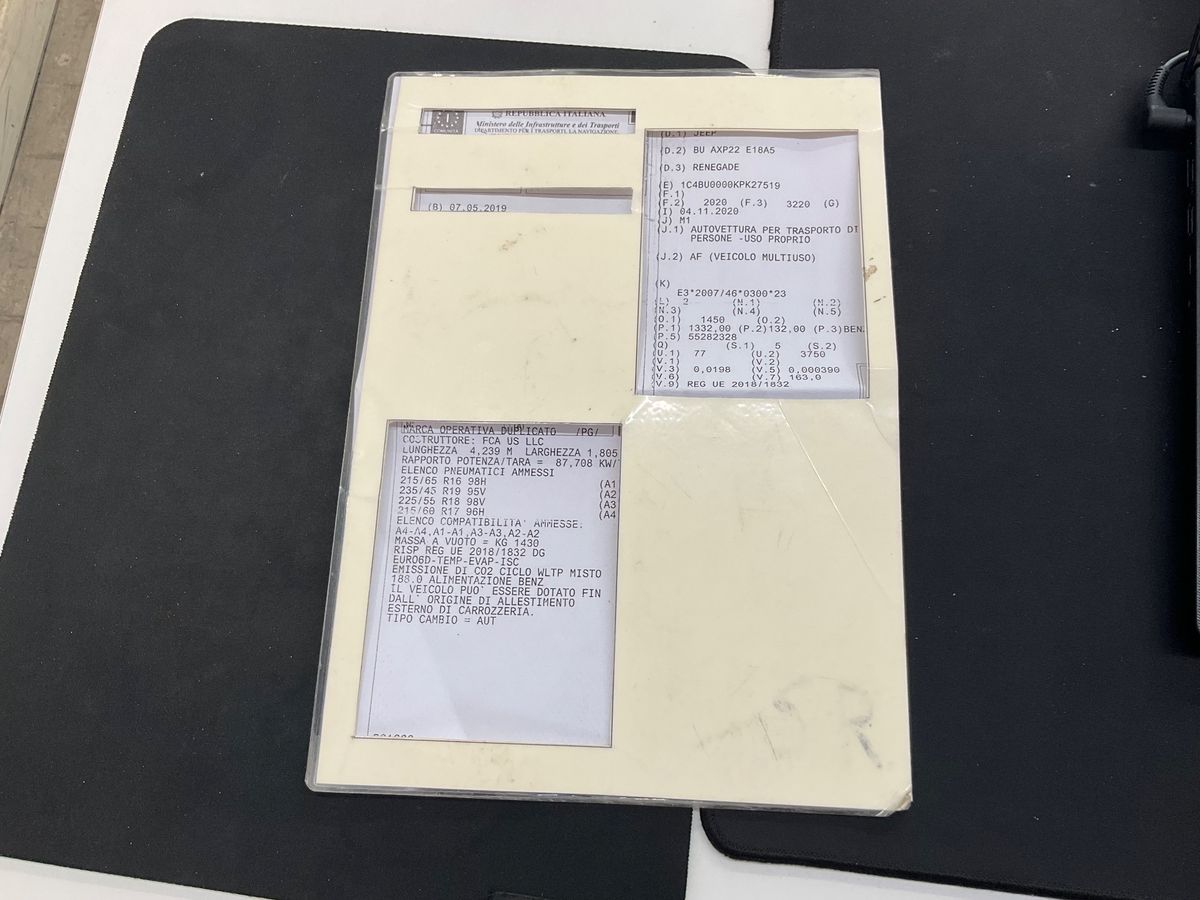 COMUNITÀ
REPUBBLICA ITALIANA
Ministero delle Infrastrutture e dei Trasporti
DIPARTIMENTO PER I TRASPORTI, LA NAVIGAZIONE,
(B) 07.05.2019
(D.1) JEEP
(D.2) BU AXP22 E18A5
(D.3) RENEGADE
(E) 1C4BU0000KPK27519
(F.1)
(F.2) 2020 (F.3) 3220 (G)
(I) 04.11.2020
(J) M1
(J.1) AUTOVETTURA PER TRASPORTO DI
PERSONE -USO PROPRIO
(J.2) AF (VEICOLO MULTIUSO)
(K)
E3*2007/46*0300*23
(L) 2 (N.1) (N.2)
(N.3) (N.4) (N.5)
(O.1) 1450 (O.2)
(P.1) 1332,00 (P.2)132,00 (P.3)BENZ
(P.5) 55282328
(Q) (S.1) 5 (S.2)
(U.1) 77 (U.2) 3750
(V.1) (V.2)
(V.3) 0,0198 (V.5) 0,000390
(V.6) (V.7) 163,0
(V.9) REG UE 2018/1832
MARCA OPERATIVA DUPLICATO /PG/
COSTRUTTORE: FCA US LLC
LUNGHEZZA 4,239 M LARGHEZZA 1,805
RAPPORTO POTENZA/TARA = 87,708 KW/T
ELENCO PNEUMATICI AMMESSI
215/65 R16 98H (A1
235/45 R19 95V (A2
225/55 R18 98V (A3
215/60 R17 96H (A4
ELENCO COMPATIBILITA' AMMESSE:
A4-A4,A1-A1,A3-A3,A2-A2
MASSA A VUOTO = KG 1430
RISP REG UE 2018/1832 DG
EURO6D-TEMP-EVAP-ISC
EMISSIONE DI CO2 CICLO WLTP MISTO
188.0 ALIMENTAZIONE BENZ
IL VEICOLO PUO' ESSERE DOTATO FIN
DALL' ORIGINE DI ALLESTIMENTO
ESTERNO DI CARROZZERIA.
TIPO CAMBIO = AUT